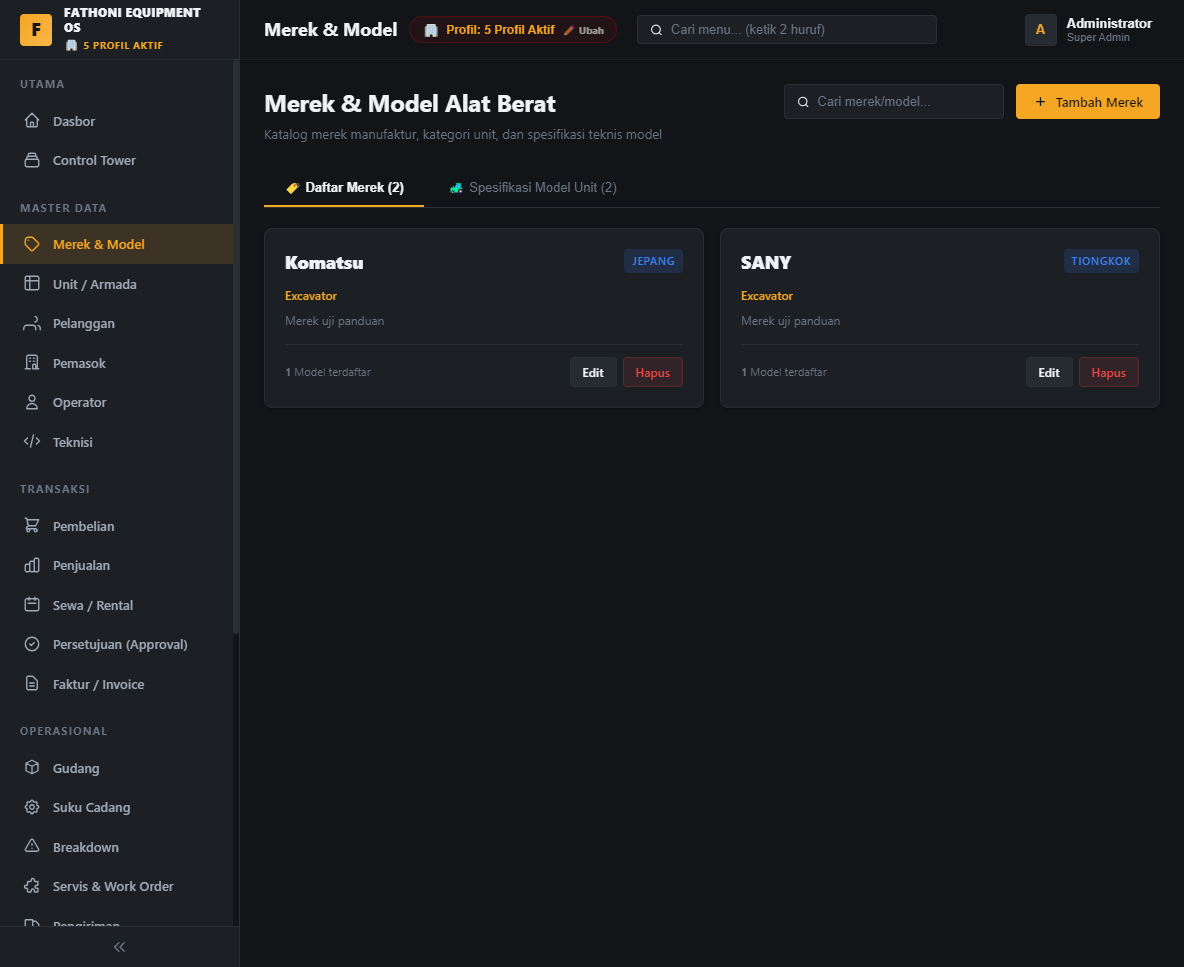 F
FATHONI EQUIPMENT
OS
5 PROFIL AKTIF
Merek & Model
Profil: 5 Profil Aktif
Ubah
Cari menu... (ketik 2 huruf)
A
Administrator
Super Admin
UTAMA
Dasbor
Control Tower
MASTER DATA
Merek & Model
Unit / Armada
Pelanggan
Pemasok
Operator
Teknisi
TRANSAKSI
Pembelian
Penjualan
Sewa / Rental
Persetujuan (Approval)
Faktur / Invoice
OPERASIONAL
Gudang
Suku Cadang
Breakdown
Servis & Work Order
Pengiriman
Merek & Model Alat Berat
Katalog merek manufaktur, kategori unit, dan spesifikasi teknis model
Cari merek/model...
+ Tambah Merek
Daftar Merek (2)
Spesifikasi Model Unit (2)
Komatsu
JEPANG
Excavator
Merek uji panduan
1 Model terdaftar
Edit
Hapus
SANY
TIONGKOK
Excavator
Merek uji panduan
1 Model terdaftar
Edit
Hapus